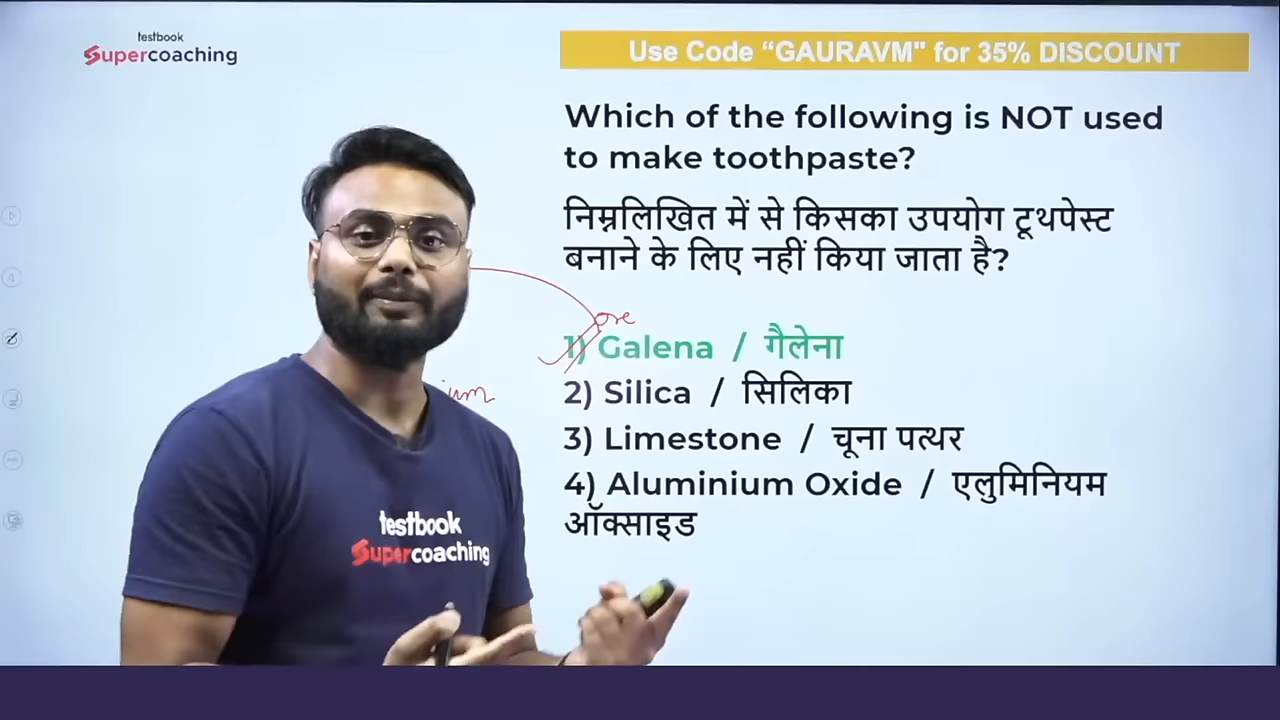 testbook
Supercoaching
Use Code “GAURAVM" for 35% DISCOUNT
Which of the following is NOT used
to make toothpaste?
निम्नलिखित में से किसका उपयोग टूथपेस्ट
बनाने के लिए नहीं किया जाता है?
ore
1) Galena / गैलेना
2) Silica / सिलिका
ium
3) Limestone / चूना पत्थर
4) Aluminium Oxide / एलुमिनियम
ऑक्साइड
testbook
Supercoaching